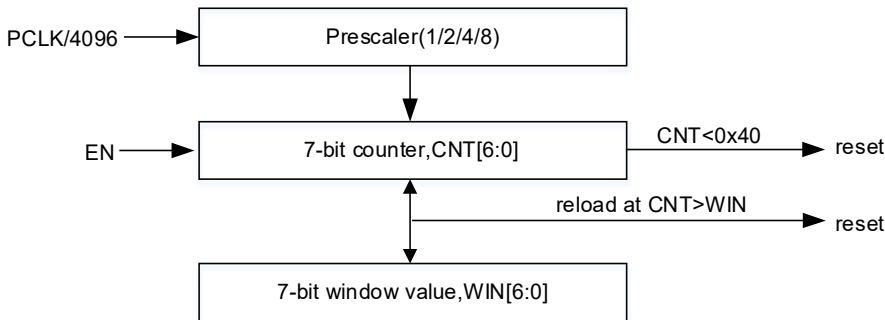 PCLK/4096
Prescaler(1/2/4/8)
EN
7-bit counter,CNT[6:0]
CNT<0x40
reset
reload at CNT>WIN
reset
7-bit window value,WIN[6:0]